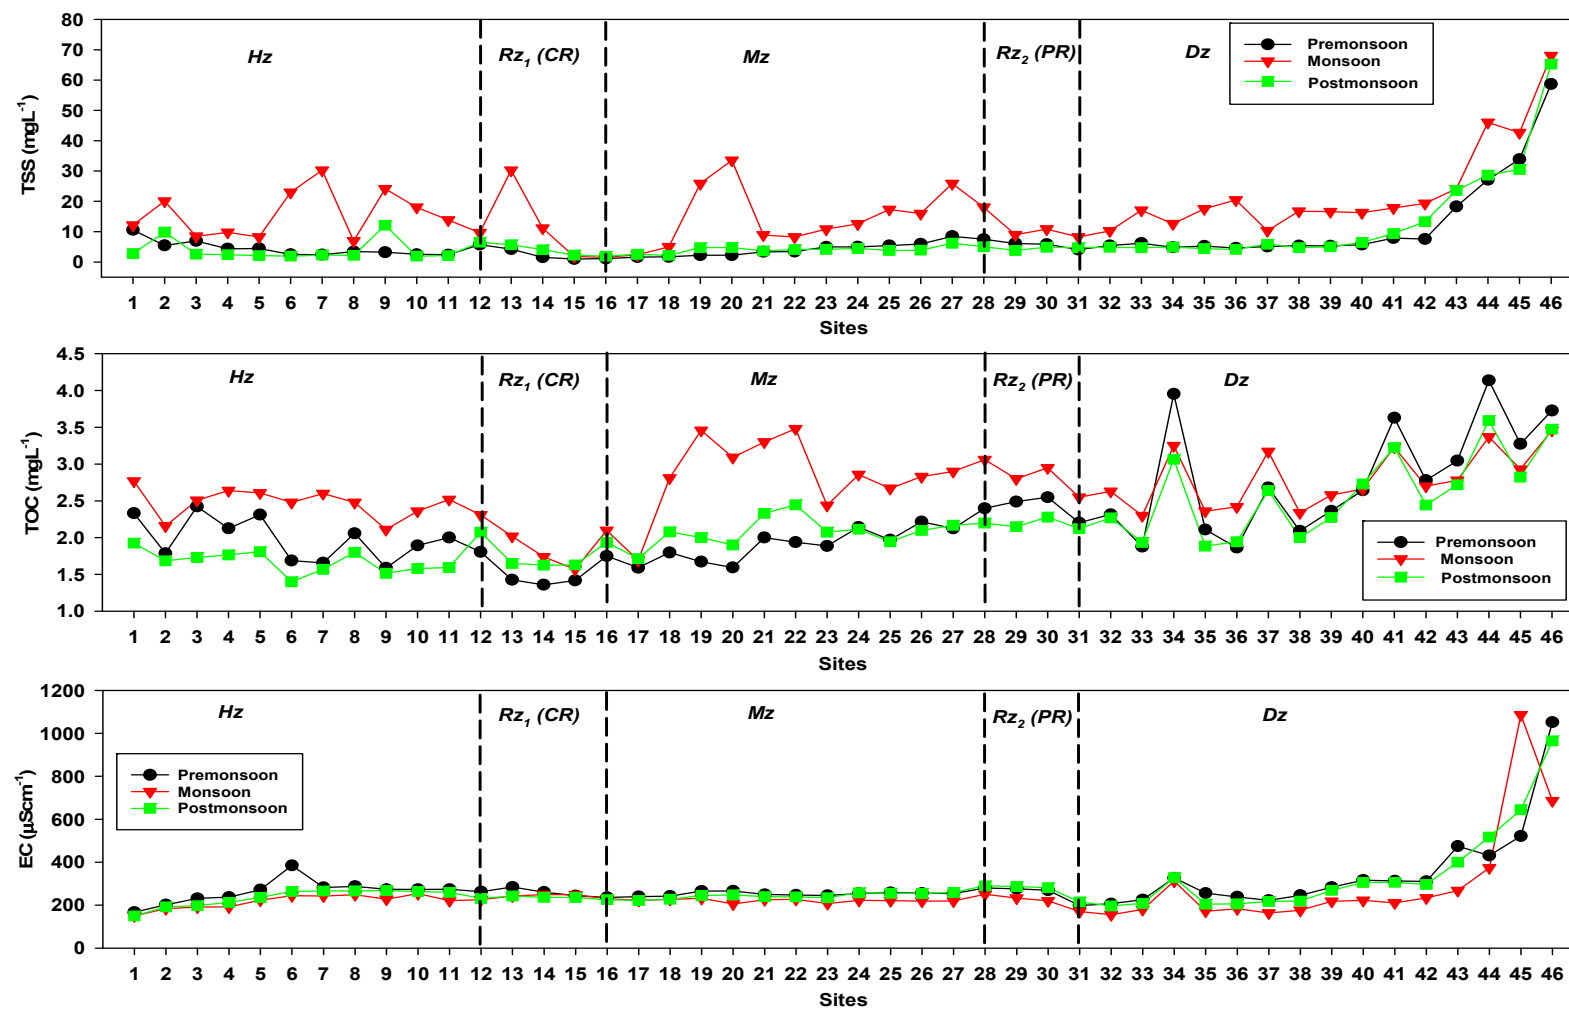 80
70
60
50
40
30
20
10
0
TSS (mgL⁻¹)
Hz
Rz₁ (CR)
Mz
Rz₂ (PR)
Dz
Premonsoon
Monsoon
Postmonsoon
1 2 3 4 5 6 7 8 9 10 11 12 13 14 15 16 17 18 19 20 21 22 23 24 25 26 27 28 29 30 31 32 33 34 35 36 37 38 39 40 41 42 43 44 45 46
Sites
4.5
4.0
3.5
3.0
2.5
2.0
1.5
1.0
TOC (mgL⁻¹)
Hz
Rz₁ (CR)
Mz
Rz₂ (PR)
Dz
Premonsoon
Monsoon
Postmonsoon
1 2 3 4 5 6 7 8 9 10 11 12 13 14 15 16 17 18 19 20 21 22 23 24 25 26 27 28 29 30 31 32 33 34 35 36 37 38 39 40 41 42 43 44 45 46
Sites
1200
1000
800
600
400
200
0
EC (µScm⁻¹)
Hz
Rz₁ (CR)
Mz
Rz₂ (PR)
Dz
Premonsoon
Monsoon
Postmonsoon
1 2 3 4 5 6 7 8 9 10 11 12 13 14 15 16 17 18 19 20 21 22 23 24 25 26 27 28 29 30 31 32 33 34 35 36 37 38 39 40 41 42 43 44 45 46
Sites